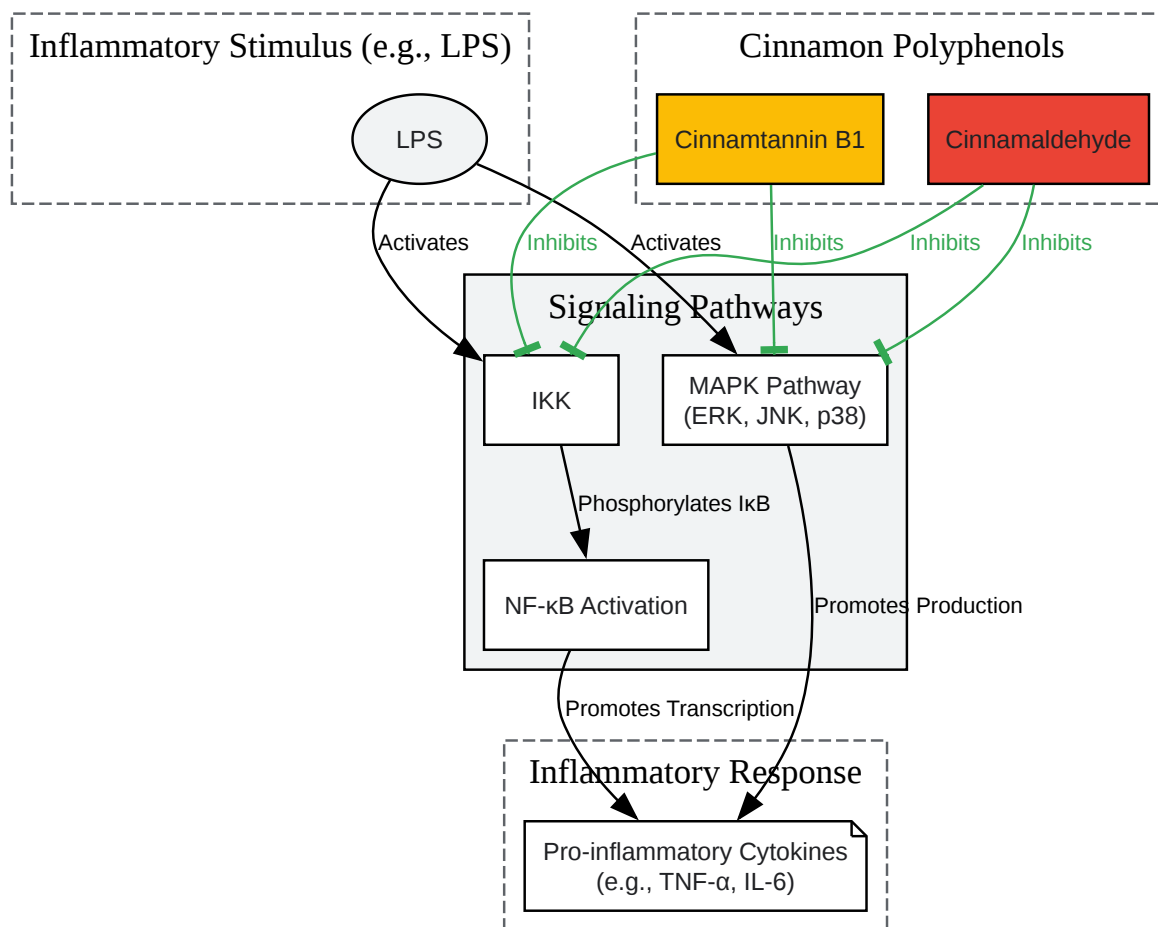 Inflammatory Stimulus (e.g., LPS)
Cinnamon Polyphenols
LPS
Cinnamtannin B1
Cinnamaldehyde
Activates
Inhibits
Activates
Inhibits
Inhibits
Inhibits
Signaling Pathways
IKK
MAPK Pathway
(ERK, JNK, p38)
Phosphorylates IκB
NF-κB Activation
Promotes Production
Promotes Transcription
Inflammatory Response
Pro-inflammatory Cytokines
(e.g., TNF-α, IL-6)